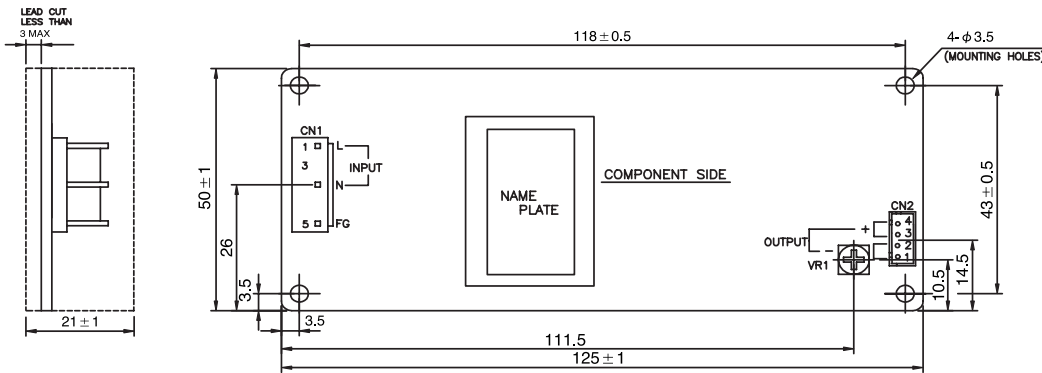 LEAD CUT
LESS THAN
3 MAX
118±0.5
4-φ3.5
(MOUNTING HOLES)
CN1
1
L
3
INPUT
N
5
FG
50±1
26
3.5
NAME
PLATE
COMPONENT SIDE
CN2
4
3
2
1
OUTPUT
+
-
VR1
43±0.5
14.5
10.5
21±1
3.5
111.5
125±1